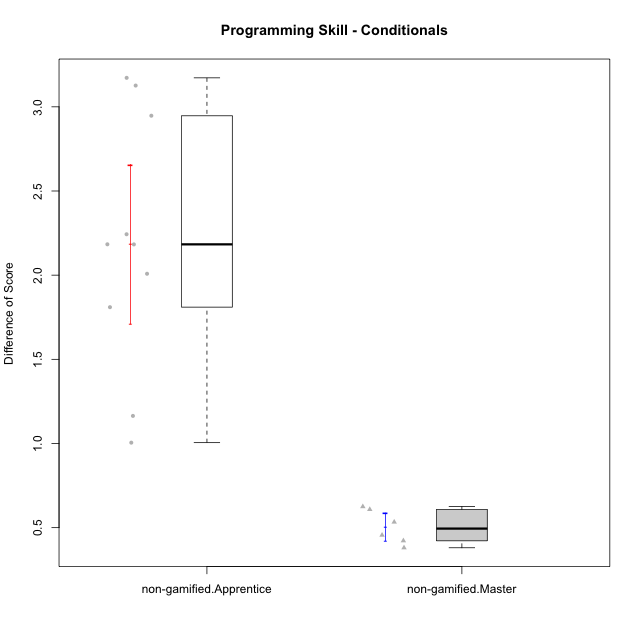 Programming Skill - Conditionals
Difference of Score
3.0
2.5
2.0
1.5
1.0
0.5
non-gamified.Apprentice
non-gamified.Master